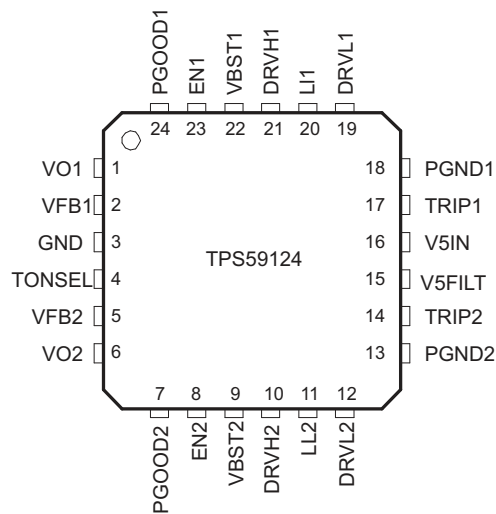 PGOOD1
EN1
VBST1
DRVH1
LI1
DRVL1
24 23 22 21 20 19
VO1 1
VFB1 2
GND 3
TONSEL 4
VFB2 5
VO2 6
TPS59124
18 PGND1
17 TRIP1
16 V5IN
15 V5FILT
14 TRIP2
13 PGND2
7 8 9 10 11 12
PGOOD2
EN2
VBST2
DRVH2
LL2
DRVL2